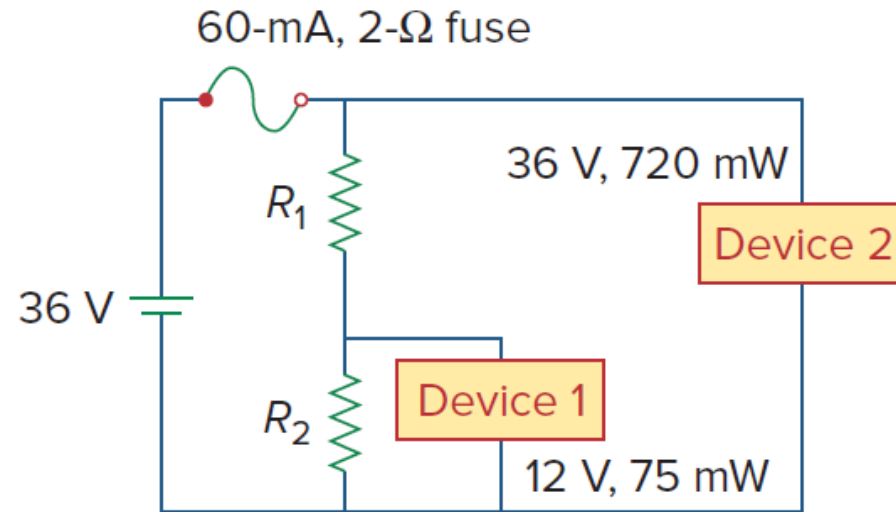 60-mA, 2-Ω fuse
36 V, 720 mW
R₁
Device 2
36 V
Device 1
R₂
12 V, 75 mW